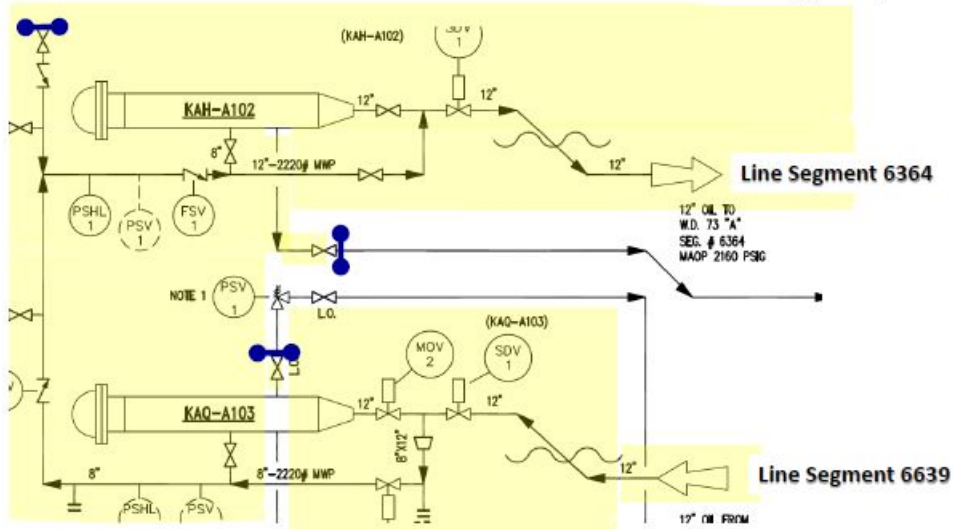 (KAH-A102)
SDV
1
KAH-A102
12"
12"
8"
12"-2220# MWP
12"
Line Segment 6364
PSHL
1
PSV
1
FSV
1
12" OIL TO
W.D. 73 "A"
SEG. # 6364
MAOP 2160 PSIG
NOTE 1
PSV
1
L.O.
(KAQ-A103)
MOV
2
SDV
1
L.O.
KAQ-A103
12"
12"
8"X12"
12"
Line Segment 6639
8"
8"-2220# MWP
PSHL
PSV
12" OIL FROM